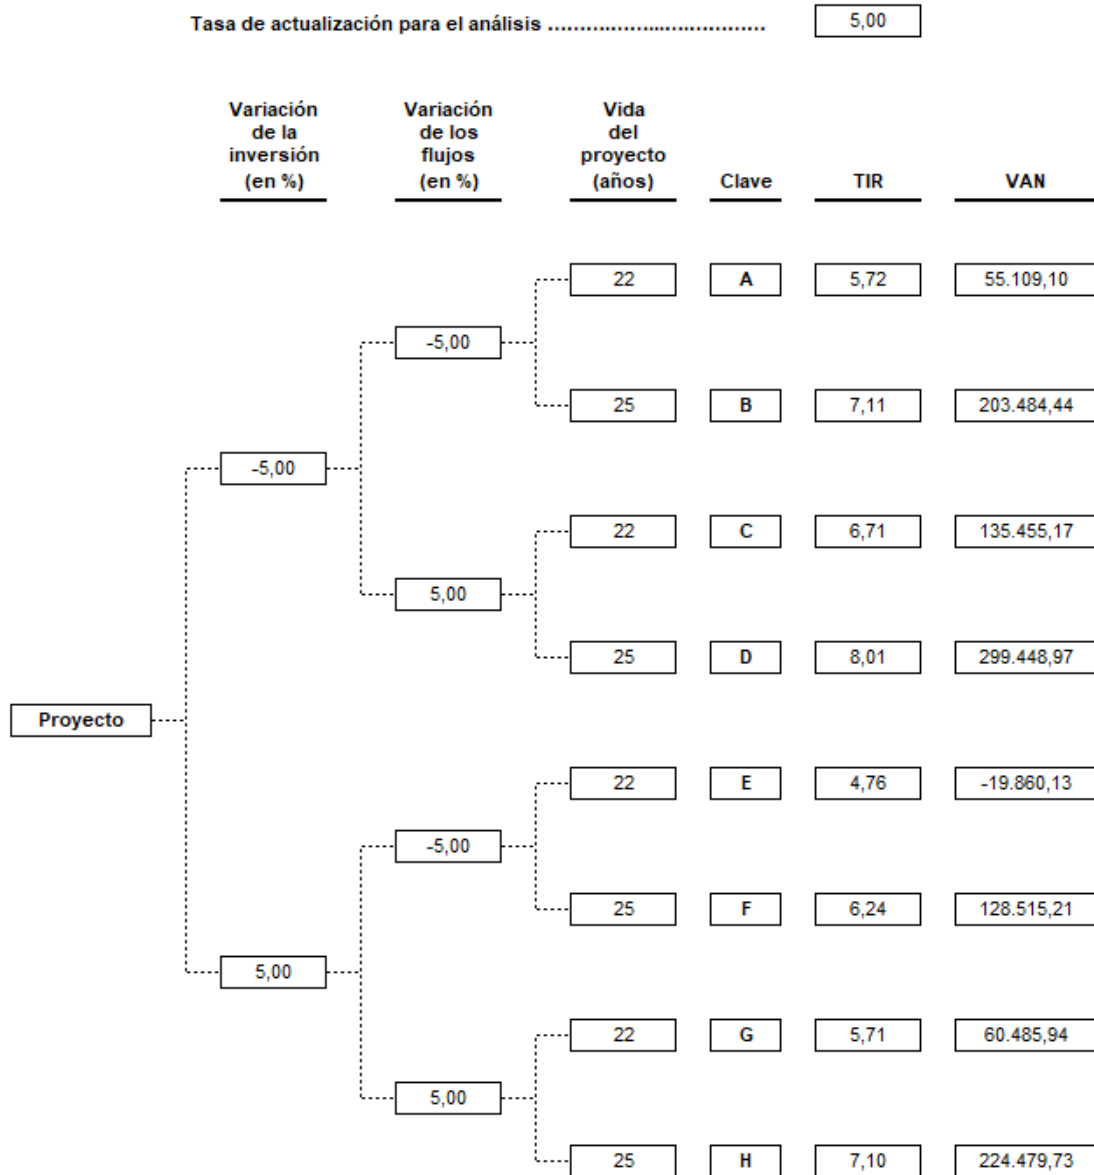 Tasa de actualización para el análisis ……….……...….………… 5,00
Variación de la inversión (en %) Variación de los flujos (en %) Vida del proyecto (años) Clave TIR VAN
22 A 5,72 55.109,10
-5,00
25 B 7,11 203.484,44
-5,00
22 C 6,71 135.455,17
5,00
25 D 8,01 299.448,97
Proyecto
22 E 4,76 -19.860,13
-5,00
25 F 6,24 128.515,21
5,00
22 G 5,71 60.485,94
5,00
25 H 7,10 224.479,73